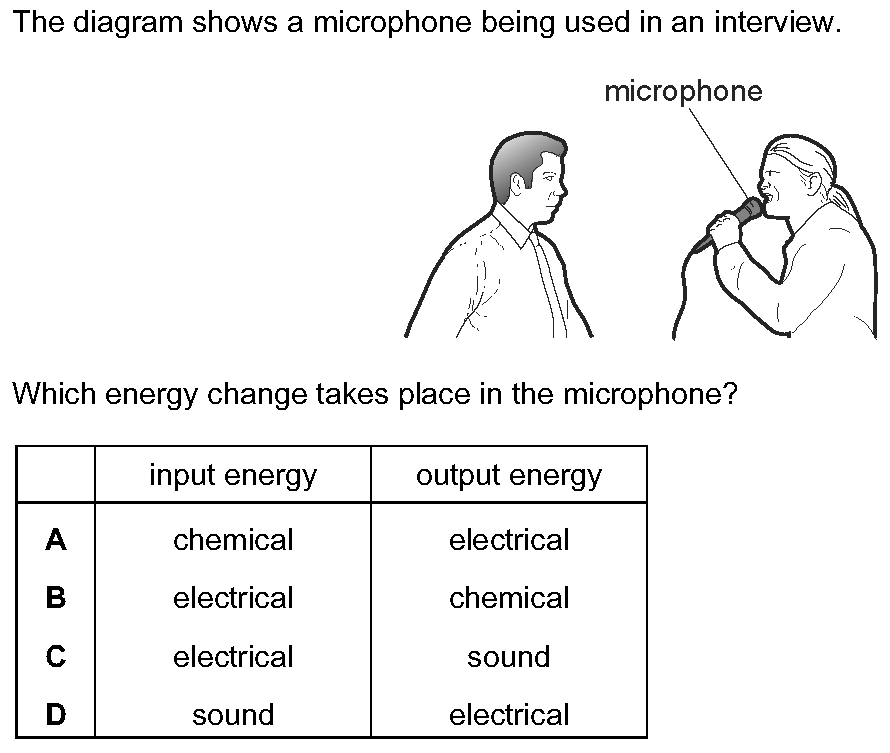 The diagram shows a microphone being used in an interview.
microphone
Which energy change takes place in the microphone?
input energy output energy
A chemical electrical
B electrical chemical
C electrical sound
D sound electrical